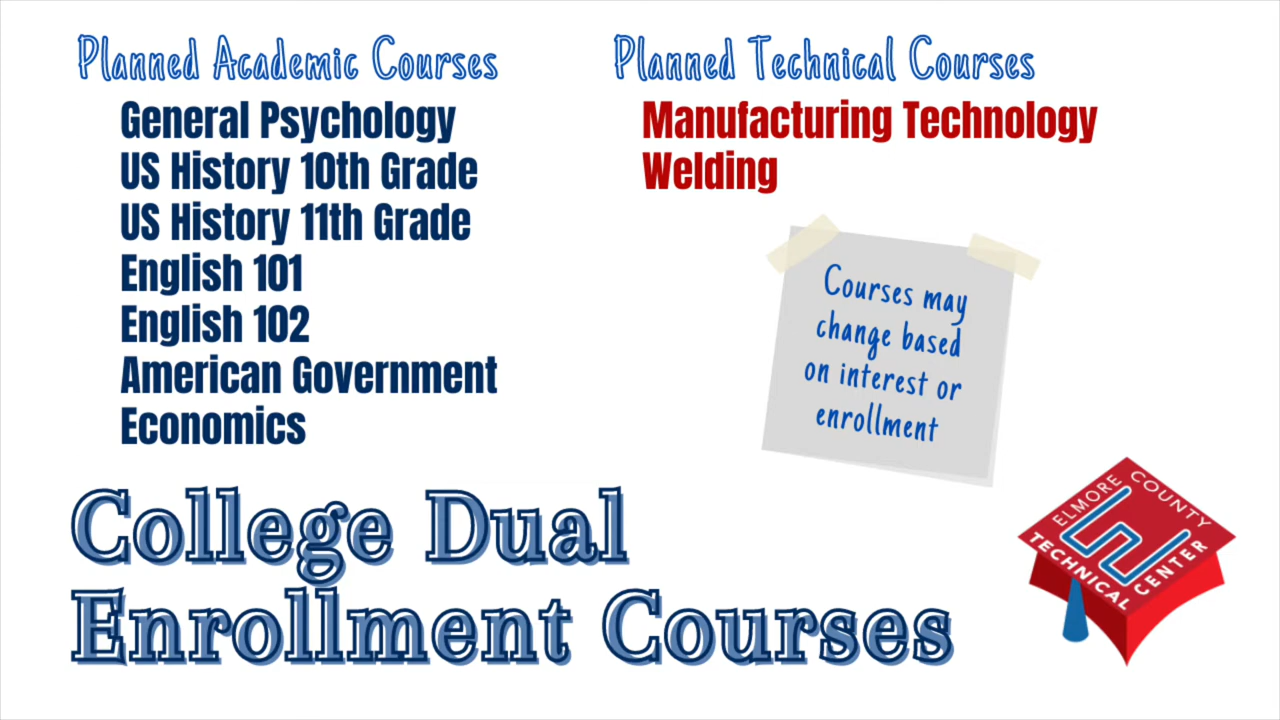 Planned Academic Courses
General Psychology
US History 10th Grade
US History 11th Grade
English 101
English 102
American Government
Economics
Planned Technical Courses
Manufacturing Technology
Welding
Courses may
change based
on interest or
enrollment
College Dual
Enrollment Courses
ELMORE COUNTY
TECHNICAL CENTER